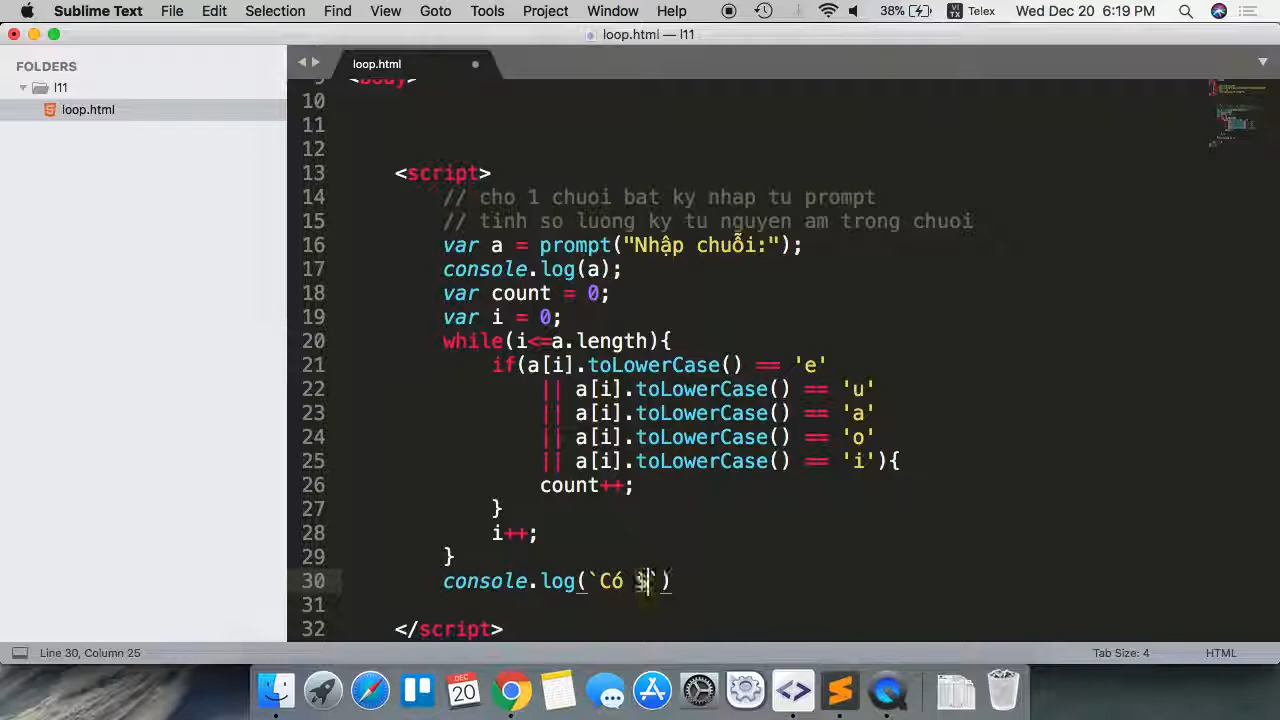 Sublime Text File Edit Selection Find View Goto Tools Project Window Help 38% VI TX Telex Wed Dec 20 6:19 PM
loop.html — l11
FOLDERS
l11
loop.html
loop.html
9 <body>
10
11
12
13 <script>
14 // cho 1 chuoi bat ky nhap tu prompt
15 // tinh so luong ky tu nguyen am trong chuoi
16 var a = prompt("Nhập chuỗi:");
17 console.log(a);
18 var count = 0;
19 var i = 0;
20 while(i<=a.length){
21 if(a[i].toLowerCase() == 'e'
22 || a[i].toLowerCase() == 'u'
23 || a[i].toLowerCase() == 'a'
24 || a[i].toLowerCase() == 'o'
25 || a[i].toLowerCase() == 'i'){
26 count++;
27 }
28 i++;
29 }
30 console.log(`Có $`)
31
32 </script>
Line 30, Column 25 Tab Size: 4 HTML
DEC
20